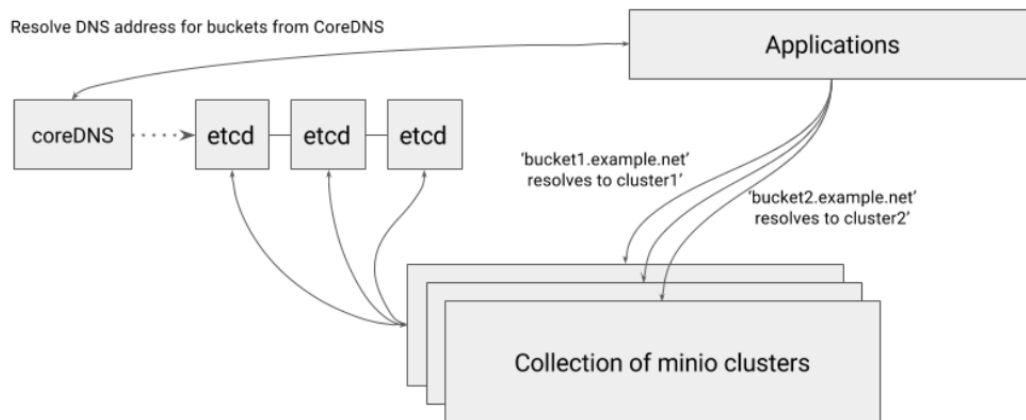 Resolve DNS address for buckets from CoreDNS
Applications
coreDNS
etcd
etcd
etcd
‘bucket1.example.net’
resolves to cluster1’
‘bucket2.example.net’
resolves to cluster2’
Collection of minio clusters